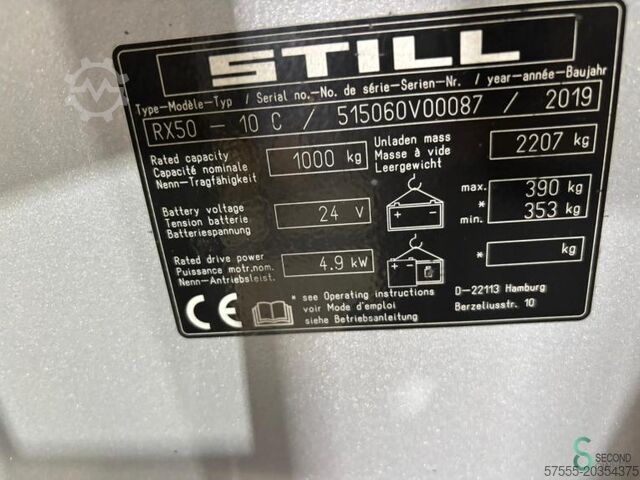 STILL
Type-Modèle-Typ / Serial no.-No. de série-Serien-Nr. / year-année-Baujahr
RX50 - 10 C / 515060V00087 / 2019
Rated capacity
Capacité nominale
Nenn-Tragfähigkeit
1000 kg
Unladen mass
Masse à vide
Leergewicht
2207 kg
Battery voltage
Tension batterie
Batteriespannung
24 V
max. 390 kg
*
min. 353 kg
Rated drive power
Puissance motr.nom.
Nenn-Antriebsleist.
4.9 kW
* kg
* see Operating instructions
voir Mode d'emploi
siehe Betriebsanleitung
D-22113 Hamburg
Berzeliusstr. 10
CE
SECOND
57555-20354375